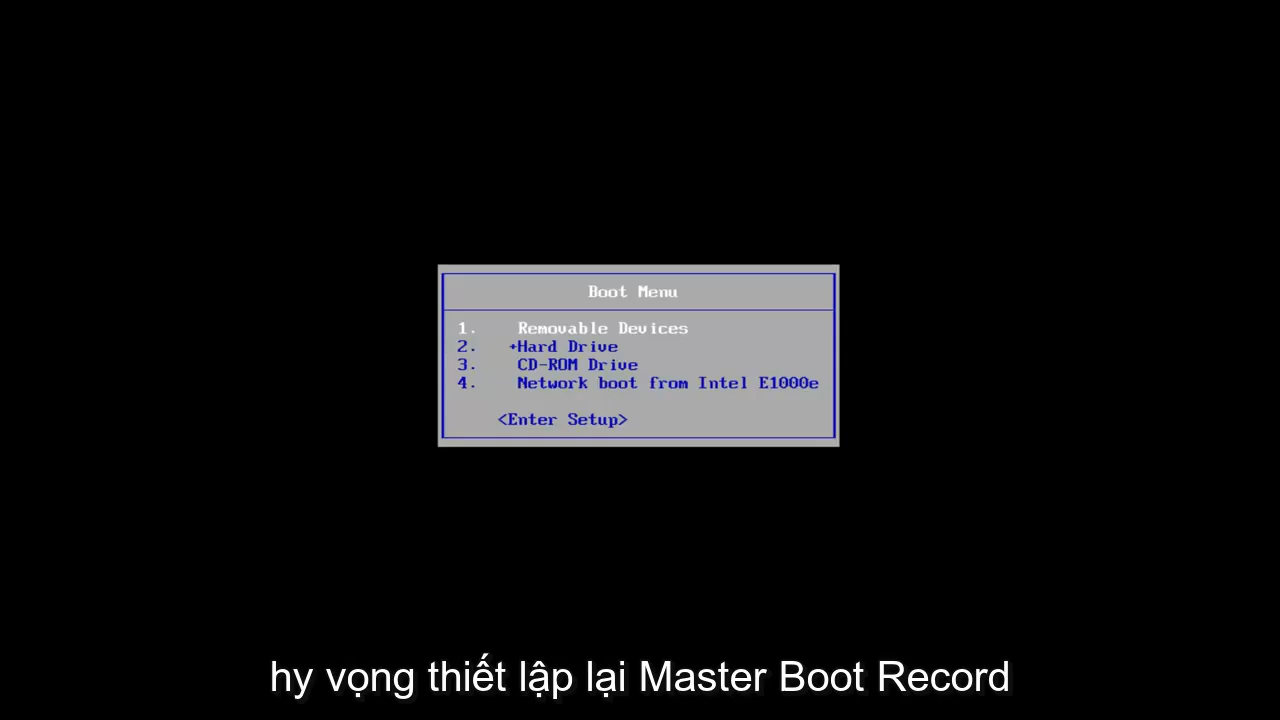 Boot Menu
1. Removable Devices
2. +Hard Drive
3. CD-ROM Drive
4. Network boot from Intel E1000e
<Enter Setup>
hy vọng thiết lập lại Master Boot Record